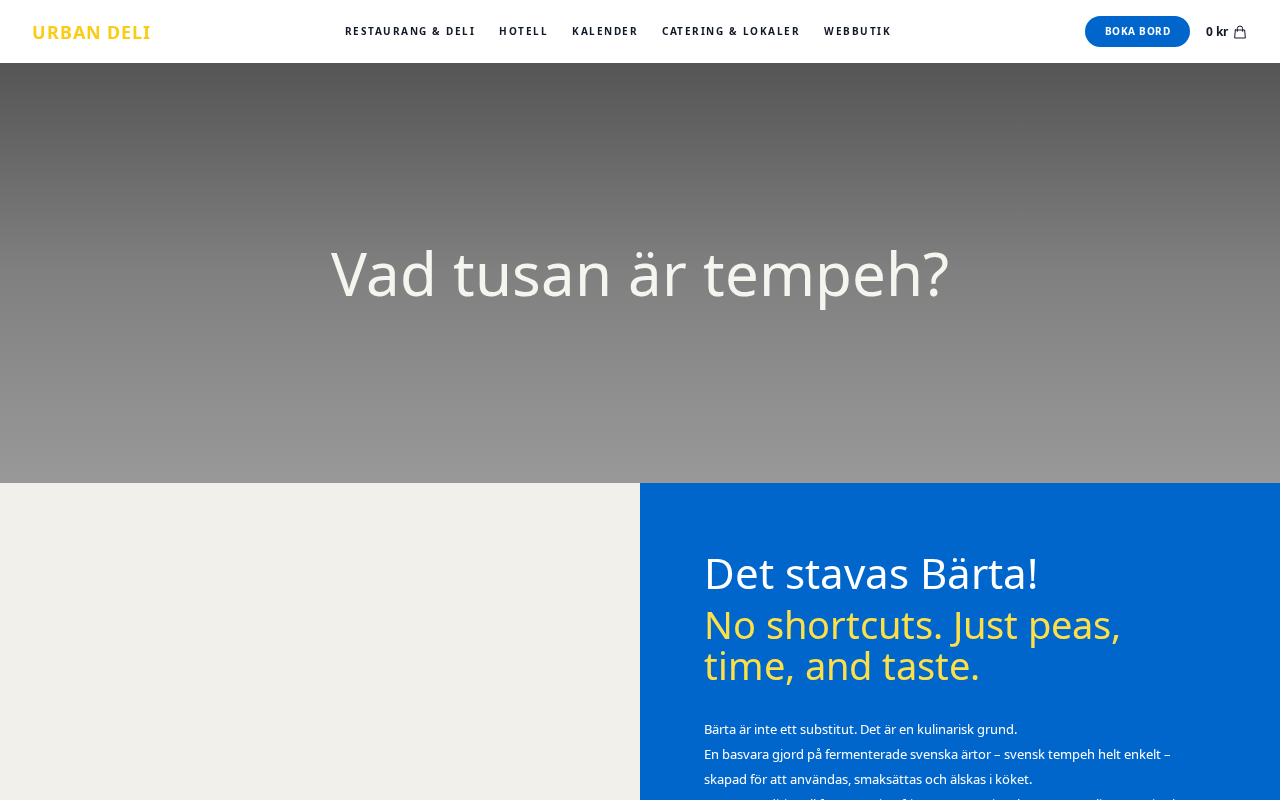 URBAN DELI
RESTAURANG & DELI HOTELL KALENDER CATERING & LOKALER WEBBUTIK
BOKA BORD
0 kr
Vad tusan är tempeh?
Det stavas Bärta!
No shortcuts. Just peas,
time, and taste.
Bärta är inte ett substitut. Det är en kulinarisk grund.
En basvara gjord på fermenterade svenska ärtor – svensk tempeh helt enkelt –
skapad för att användas, smaksättas och älskas i köket.